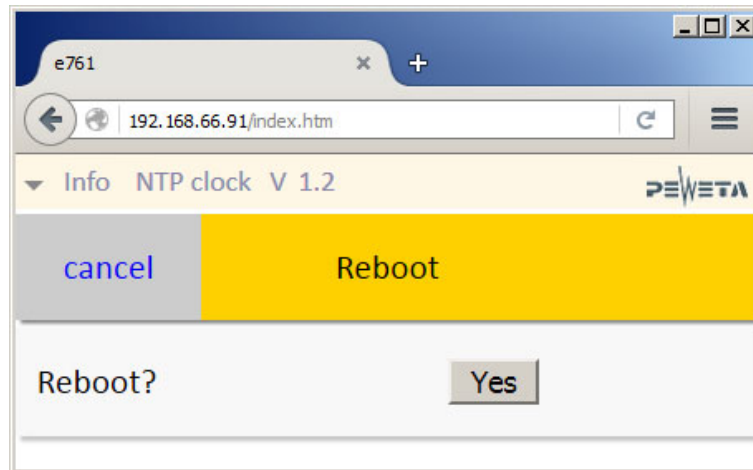 e761
192.168.66.91/index.htm
Info NTP clock V 1.2
PEWETA
cancel Reboot
Reboot? Yes